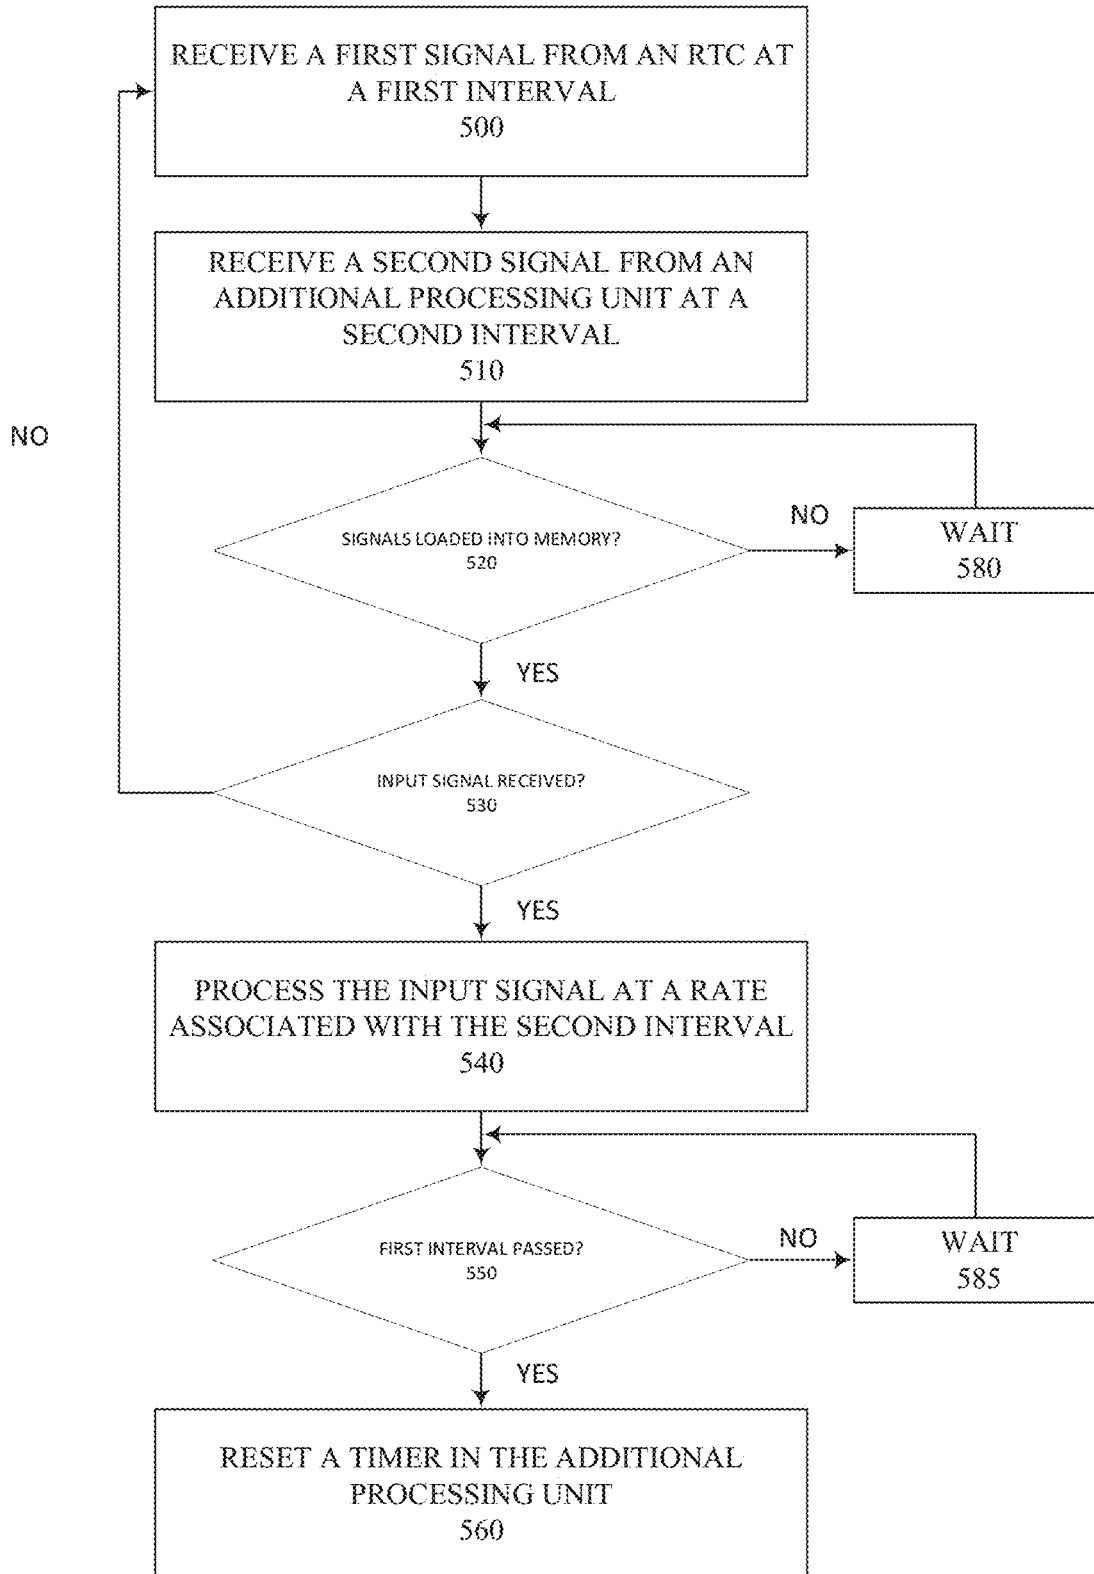 RECEIVE A FIRST SIGNAL FROM AN RTC AT
A FIRST INTERVAL
500
RECEIVE A SECOND SIGNAL FROM AN
ADDITIONAL PROCESSING UNIT AT A
SECOND INTERVAL
510
NO
SIGNALS LOADED INTO MEMORY?
520
NO
WAIT
580
YES
INPUT SIGNAL RECEIVED?
530
YES
PROCESS THE INPUT SIGNAL AT A RATE
ASSOCIATED WITH THE SECOND INTERVAL
540
FIRST INTERVAL PASSED?
550
NO
WAIT
585
YES
RESET A TIMER IN THE ADDITIONAL
PROCESSING UNIT
560